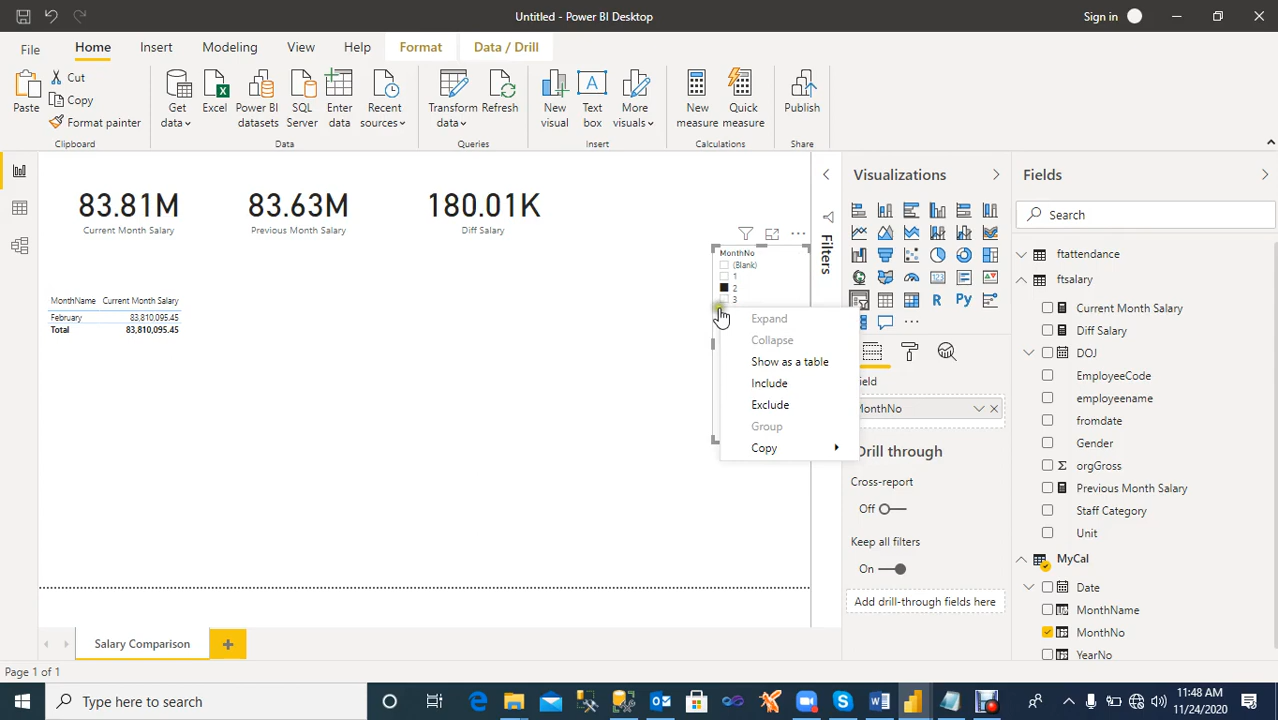 Untitled - Power BI Desktop
Sign in
File
Home
Insert
Modeling
View
Help
Format
Data / Drill
Paste
Cut
Copy
Format painter
Clipboard
Get data
Excel
Power BI datasets
SQL Server
Enter data
Recent sources
Data
Transform data
Refresh
Queries
New visual
Text box
More visuals
Insert
New measure
Quick measure
Calculations
Publish
Share
83.81M
Current Month Salary
83.63M
Previous Month Salary
180.01K
Diff Salary
MonthName Current Month Salary
February 83,810,095.45
Total 83,810,095.45
MonthNo
(Blank)
1
2
3
Expand
Collapse
Show as a table
Include
Exclude
Group
Copy
Filters
Visualizations
R
Py
MonthNo
Drill through
Cross-report
Off
Keep all filters
On
Add drill-through fields here
Fields
Search
ftattendance
ftsalary
Current Month Salary
Diff Salary
DOJ
EmployeeCode
employeename
fromdate
Gender
orgGross
Previous Month Salary
Staff Category
Unit
MyCal
Date
MonthName
MonthNo
YearNo
Salary Comparison
Page 1 of 1
Type here to search
11:48 AM
11/24/2020